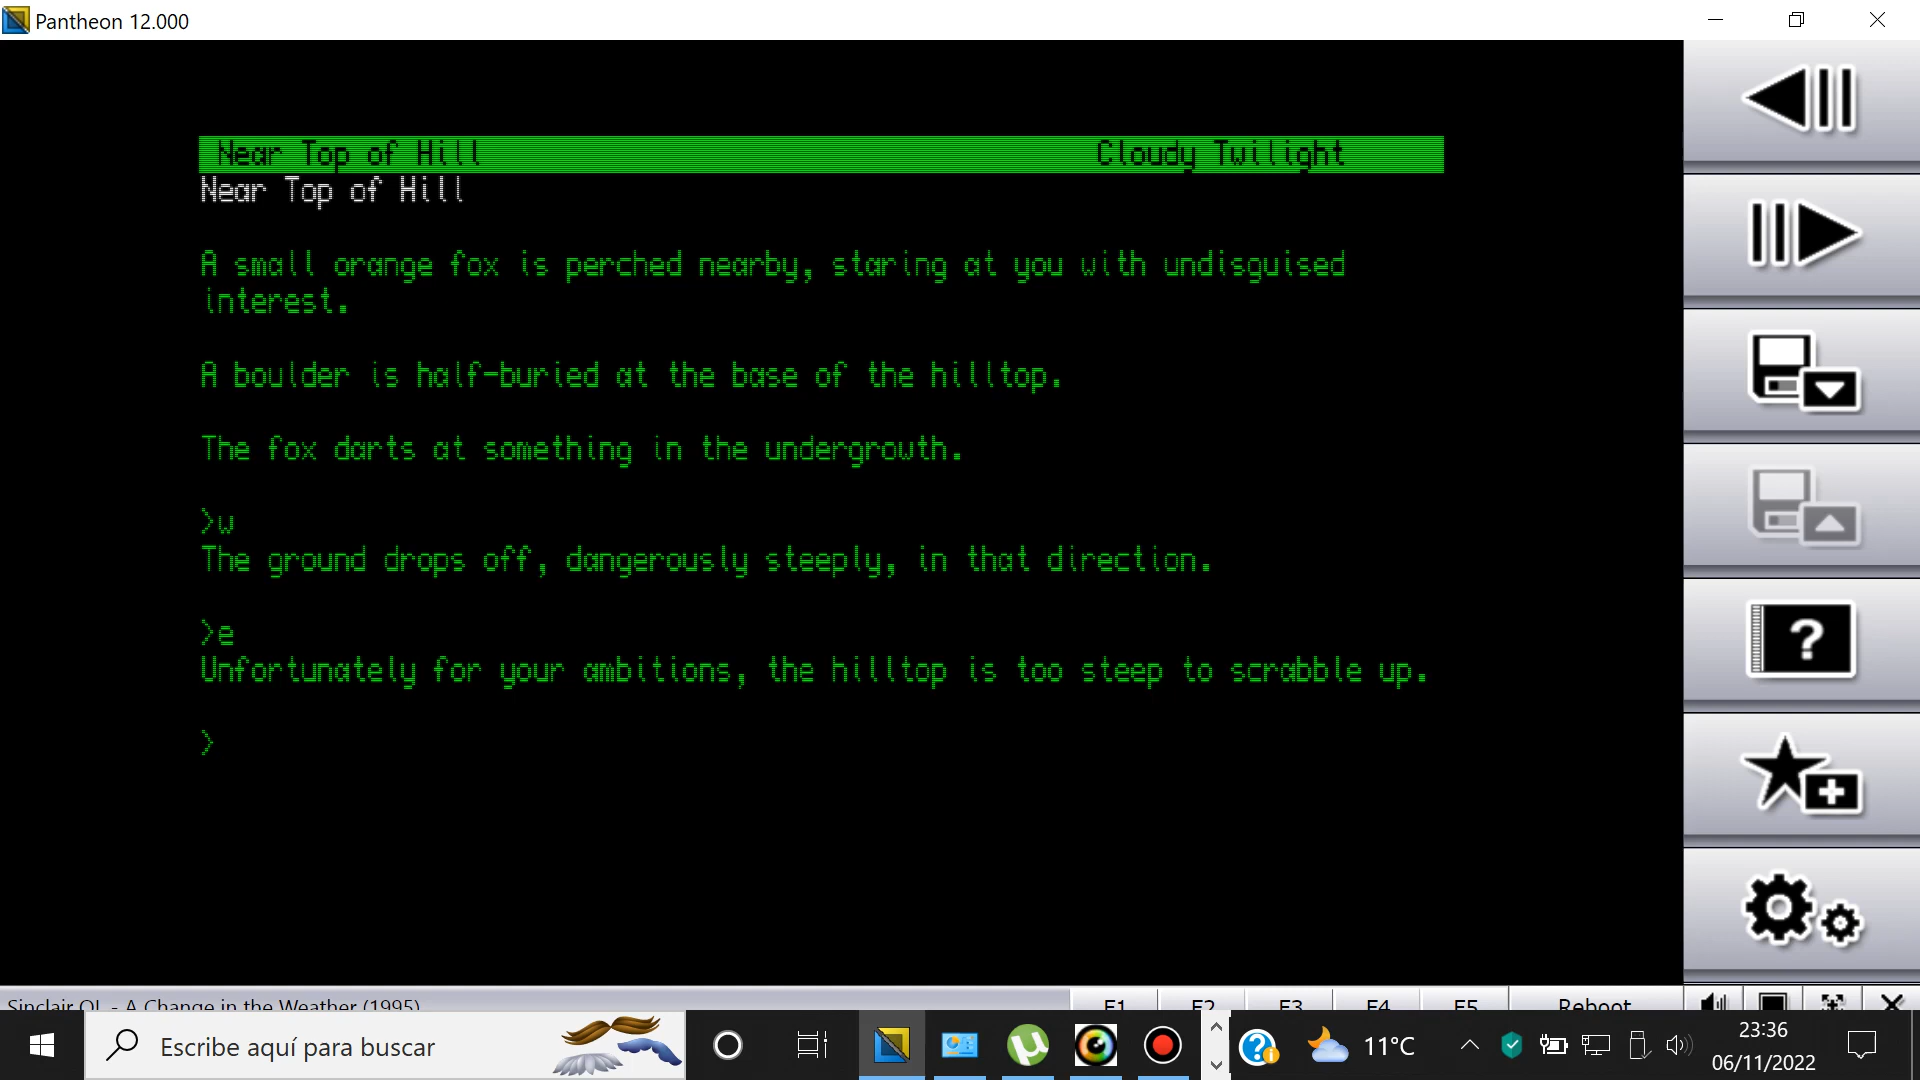 Pantheon 12.000
Near Top of Hill Cloudy Twilight
Near Top of Hill
A small orange fox is perched nearby, staring at you with undisguised
interest.
A boulder is half-buried at the base of the hilltop.
The fox darts at something in the undergrowth.
>w
The ground drops off, dangerously steeply, in that direction.
>e
Unfortunately for your ambitions, the hilltop is too steep to scrabble up.
>
?
Sinclair QL - A Change in the Weather (1995) F1 F2 F3 F4 F5 Reboot
Escribe aquí para buscar 11°C 23:36
06/11/2022